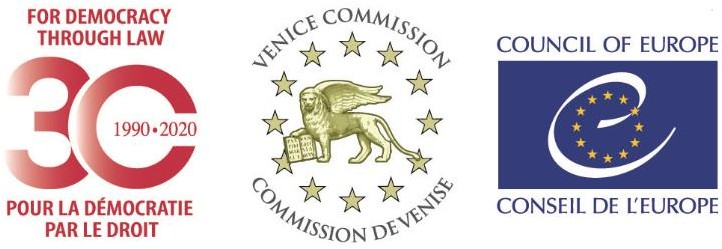 FOR DEMOCRACY
THROUGH LAW
30
1990•2020
POUR LA DÉMOCRATIE
PAR LE DROIT
VENICE COMMISSION
COMMISSION DE VENISE
COUNCIL OF EUROPE
CONSEIL DE L'EUROPE